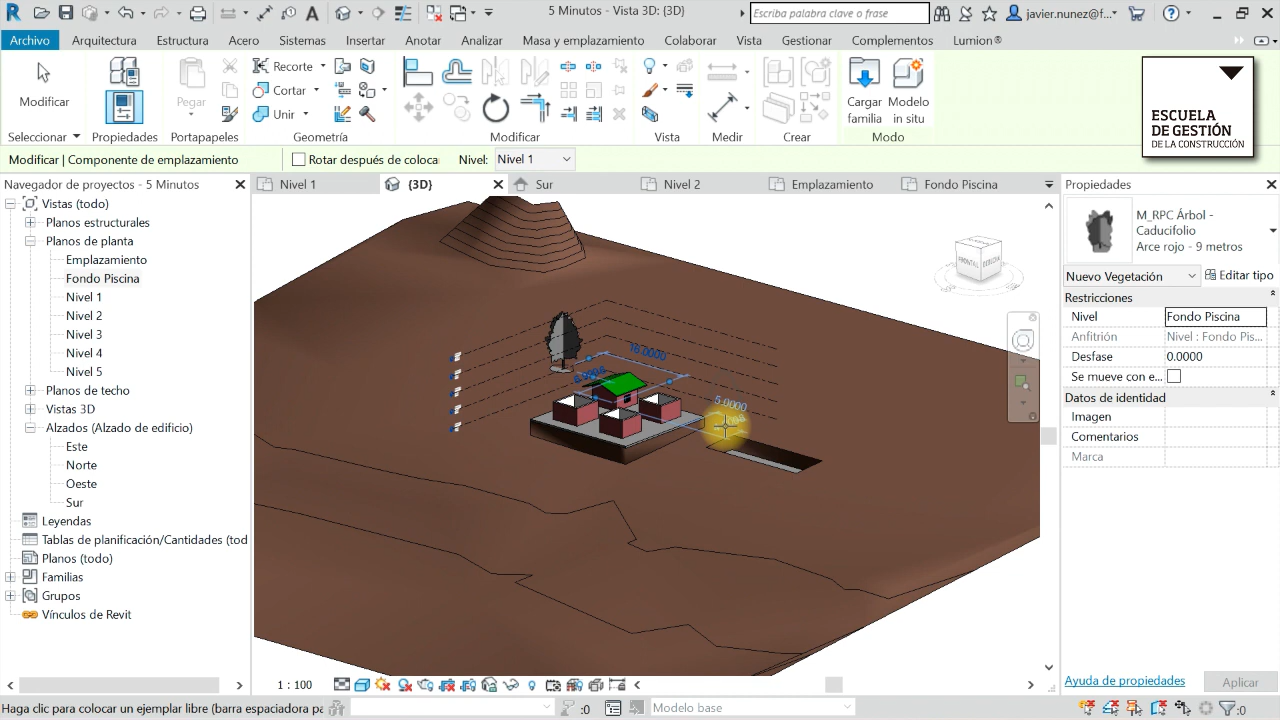 5 Minutos - Vista 3D: {3D}
Escriba palabra clave o frase
javier.nunez@f...
Archivo
Arquitectura
Estructura
Acero
Sistemas
Insertar
Anotar
Analizar
Masa y emplazamiento
Colaborar
Vista
Gestionar
Complementos
Lumion®
Modificar
Pegar
Recorte
Cortar
Unir
Cargar
familia
Modelo
in situ
Seleccionar
Propiedades
Portapapeles
Geometría
Modificar
Vista
Medir
Crear
Modo
ESCUELA
DE GESTIÓN
DE LA CONSTRUCCIÓN
Modificar | Componente de emplazamiento
Rotar después de coloca
Nivel:
Nivel 1
Navegador de proyectos - 5 Minutos
Nivel 1
{3D}
Sur
Nivel 2
Emplazamiento
Fondo Piscina
Propiedades
Vistas (todo)
Planos estructurales
Planos de planta
Emplazamiento
Fondo Piscina
Nivel 1
Nivel 2
Nivel 3
Nivel 4
Nivel 5
Planos de techo
Vistas 3D
Alzados (Alzado de edificio)
Este
Norte
Oeste
Sur
Leyendas
Tablas de planificación/Cantidades (tod
Planos (todo)
Familias
Grupos
Vínculos de Revit
FRONTAL
DERECHA
5.0000
M_RPC Árbol -
Caducifolio
Arce rojo - 9 metros
Nuevo Vegetación
Editar tipo
Restricciones
Nivel
Fondo Piscina
Anfitrión
Nivel : Fondo Pis...
Desfase
0.0000
Se mueve con e...
Datos de identidad
Imagen
Comentarios
Marca
Ayuda de propiedades
Aplicar
1 : 100
Haga clic para colocar un ejemplar libre (barra espaciadora pa
:0
Modelo base
:0